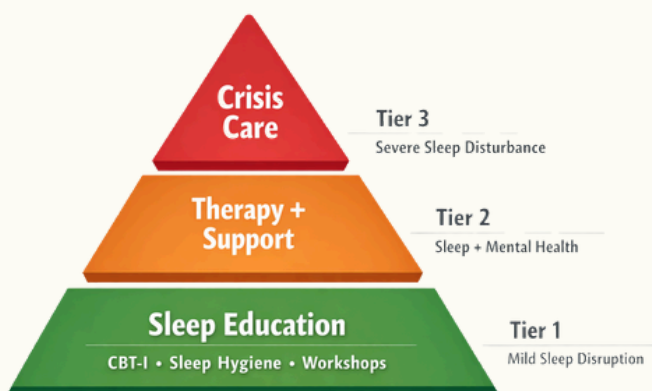 Crisis
Care
Tier 3
Severe Sleep Disturbance
Therapy +
Support
Tier 2
Sleep + Mental Health
Sleep Education
CBT-I • Sleep Hygiene • Workshops
Tier 1
Mild Sleep Disruption